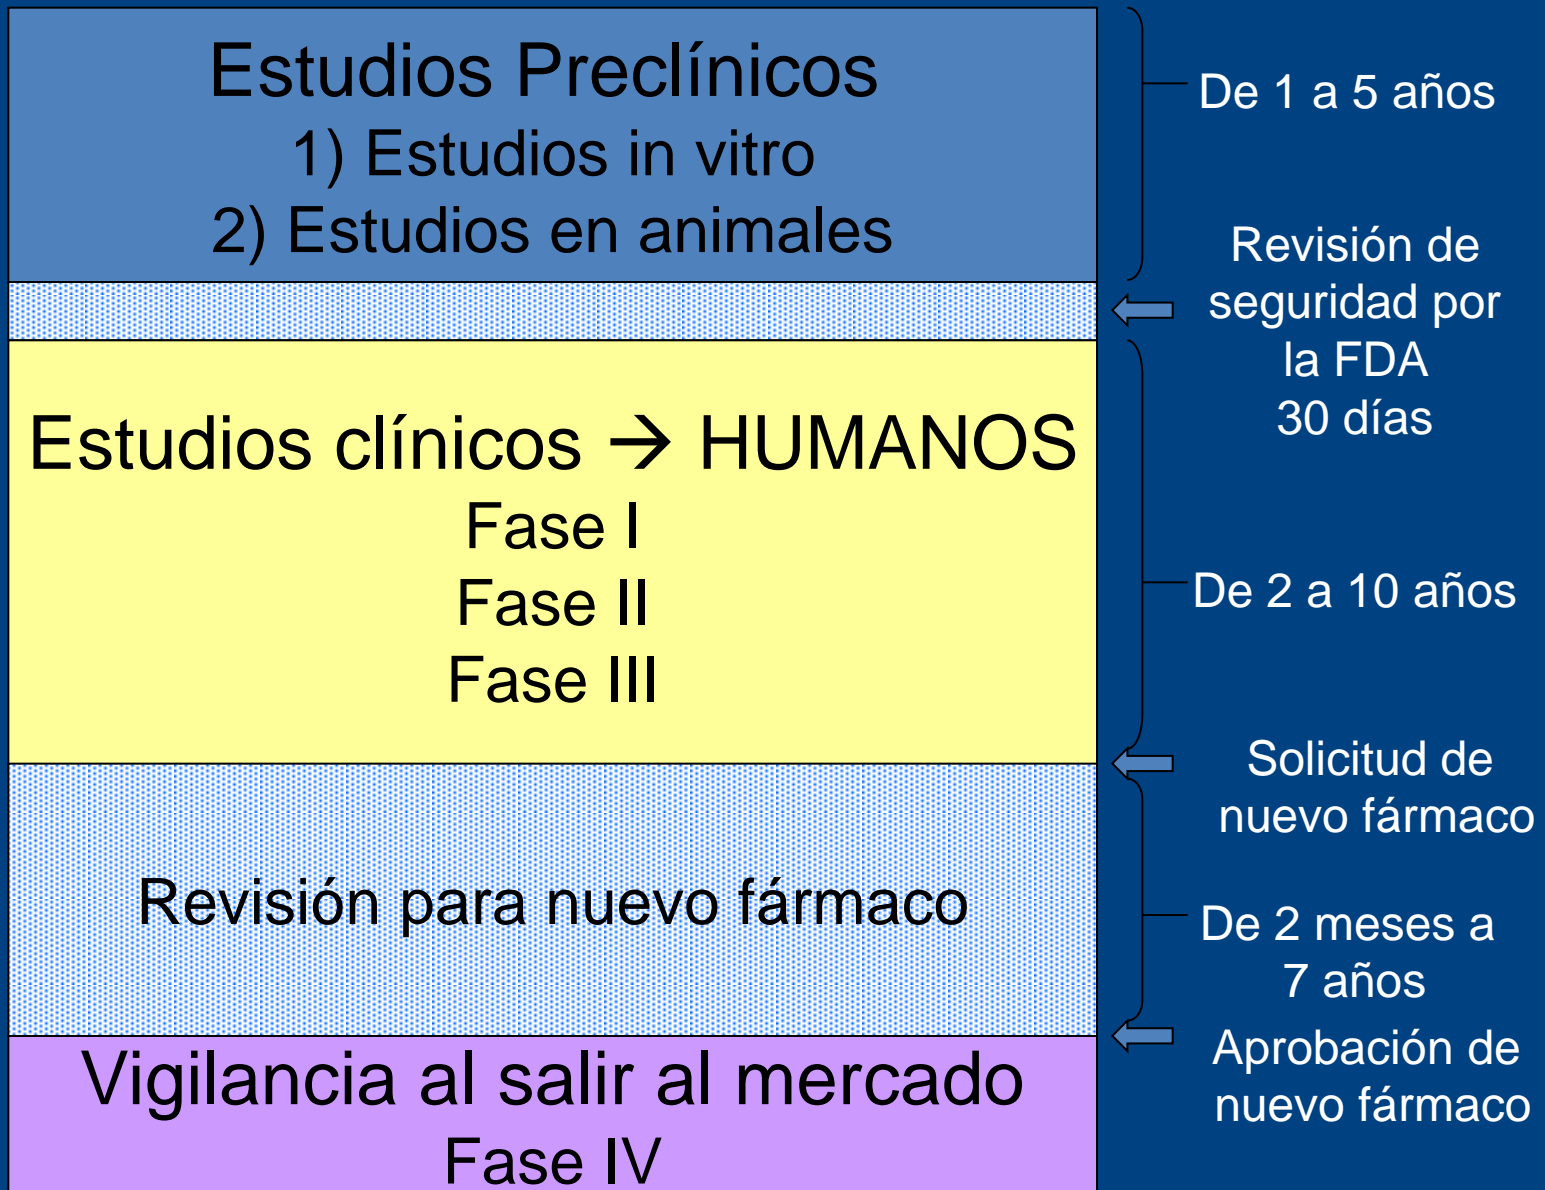 Estudios Preclínicos
1) Estudios in vitro
2) Estudios en animales
De 1 a 5 años
Revisión de
seguridad por
la FDA
30 días
Estudios clínicos → HUMANOS
Fase I
Fase II
Fase III
De 2 a 10 años
Solicitud de
nuevo fármaco
Revisión para nuevo fármaco
De 2 meses a
7 años
Aprobación de
nuevo fármaco
Vigilancia al salir al mercado
Fase IV